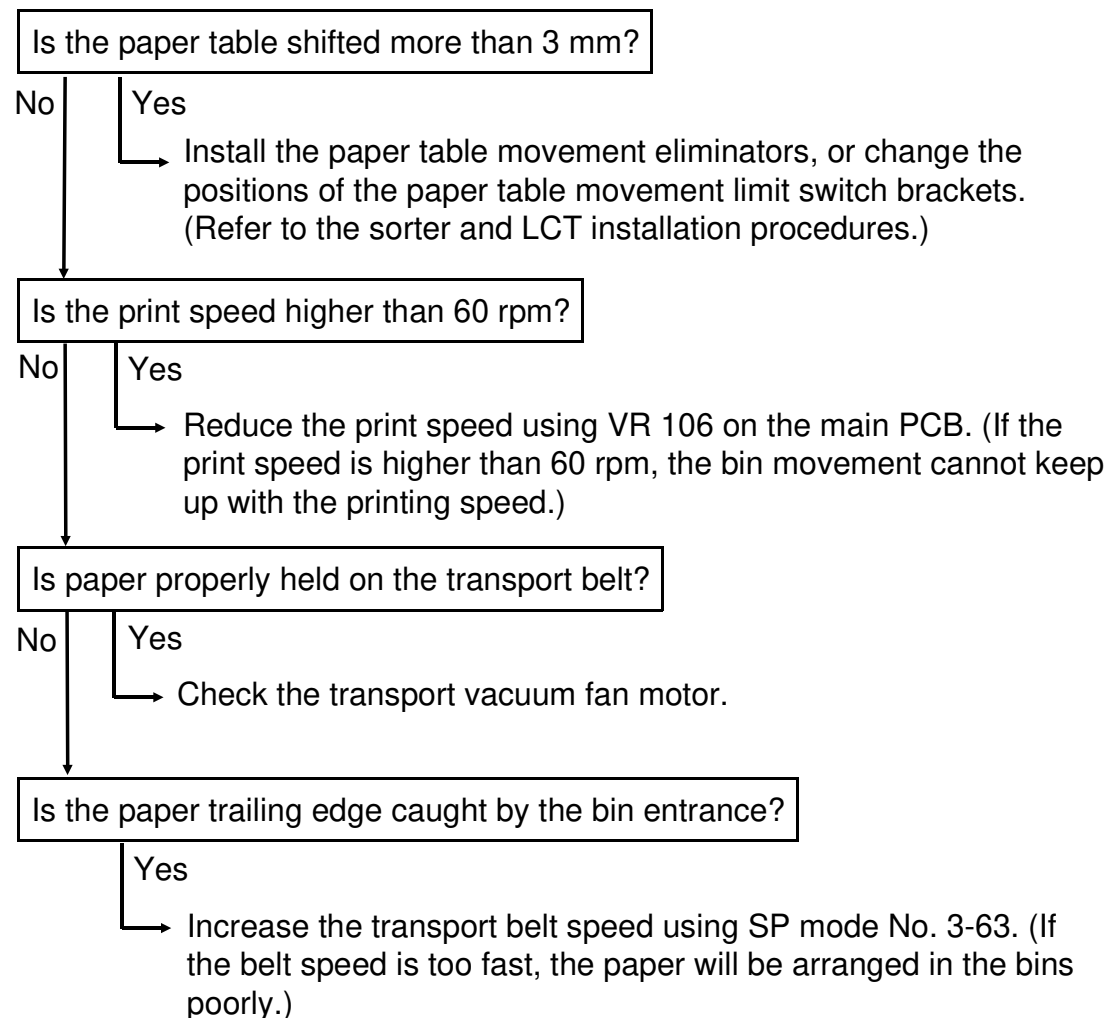 Is the paper table shifted more than 3 mm?
No Yes
Install the paper table movement eliminators, or change the
positions of the paper table movement limit switch brackets.
(Refer to the sorter and LCT installation procedures.)
Is the print speed higher than 60 rpm?
No Yes
Reduce the print speed using VR 106 on the main PCB. (If the
print speed is higher than 60 rpm, the bin movement cannot keep
up with the printing speed.)
Is paper properly held on the transport belt?
No Yes
Check the transport vacuum fan motor.
Is the paper trailing edge caught by the bin entrance?
Yes
Increase the transport belt speed using SP mode No. 3-63. (If
the belt speed is too fast, the paper will be arranged in the bins
poorly.)